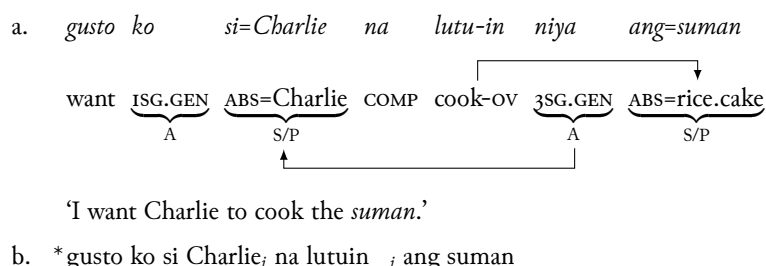 a. gusto ko si=Charlie na lutu-in niya ang=suman
want 1SG.GEN ABS=Charlie COMP cook-OV 3SG.GEN ABS=rice.cake
A S/P A S/P
‘I want Charlie to cook the suman.’
b. *gusto ko si Charlieᵢ na lutuin _ᵢ ang suman